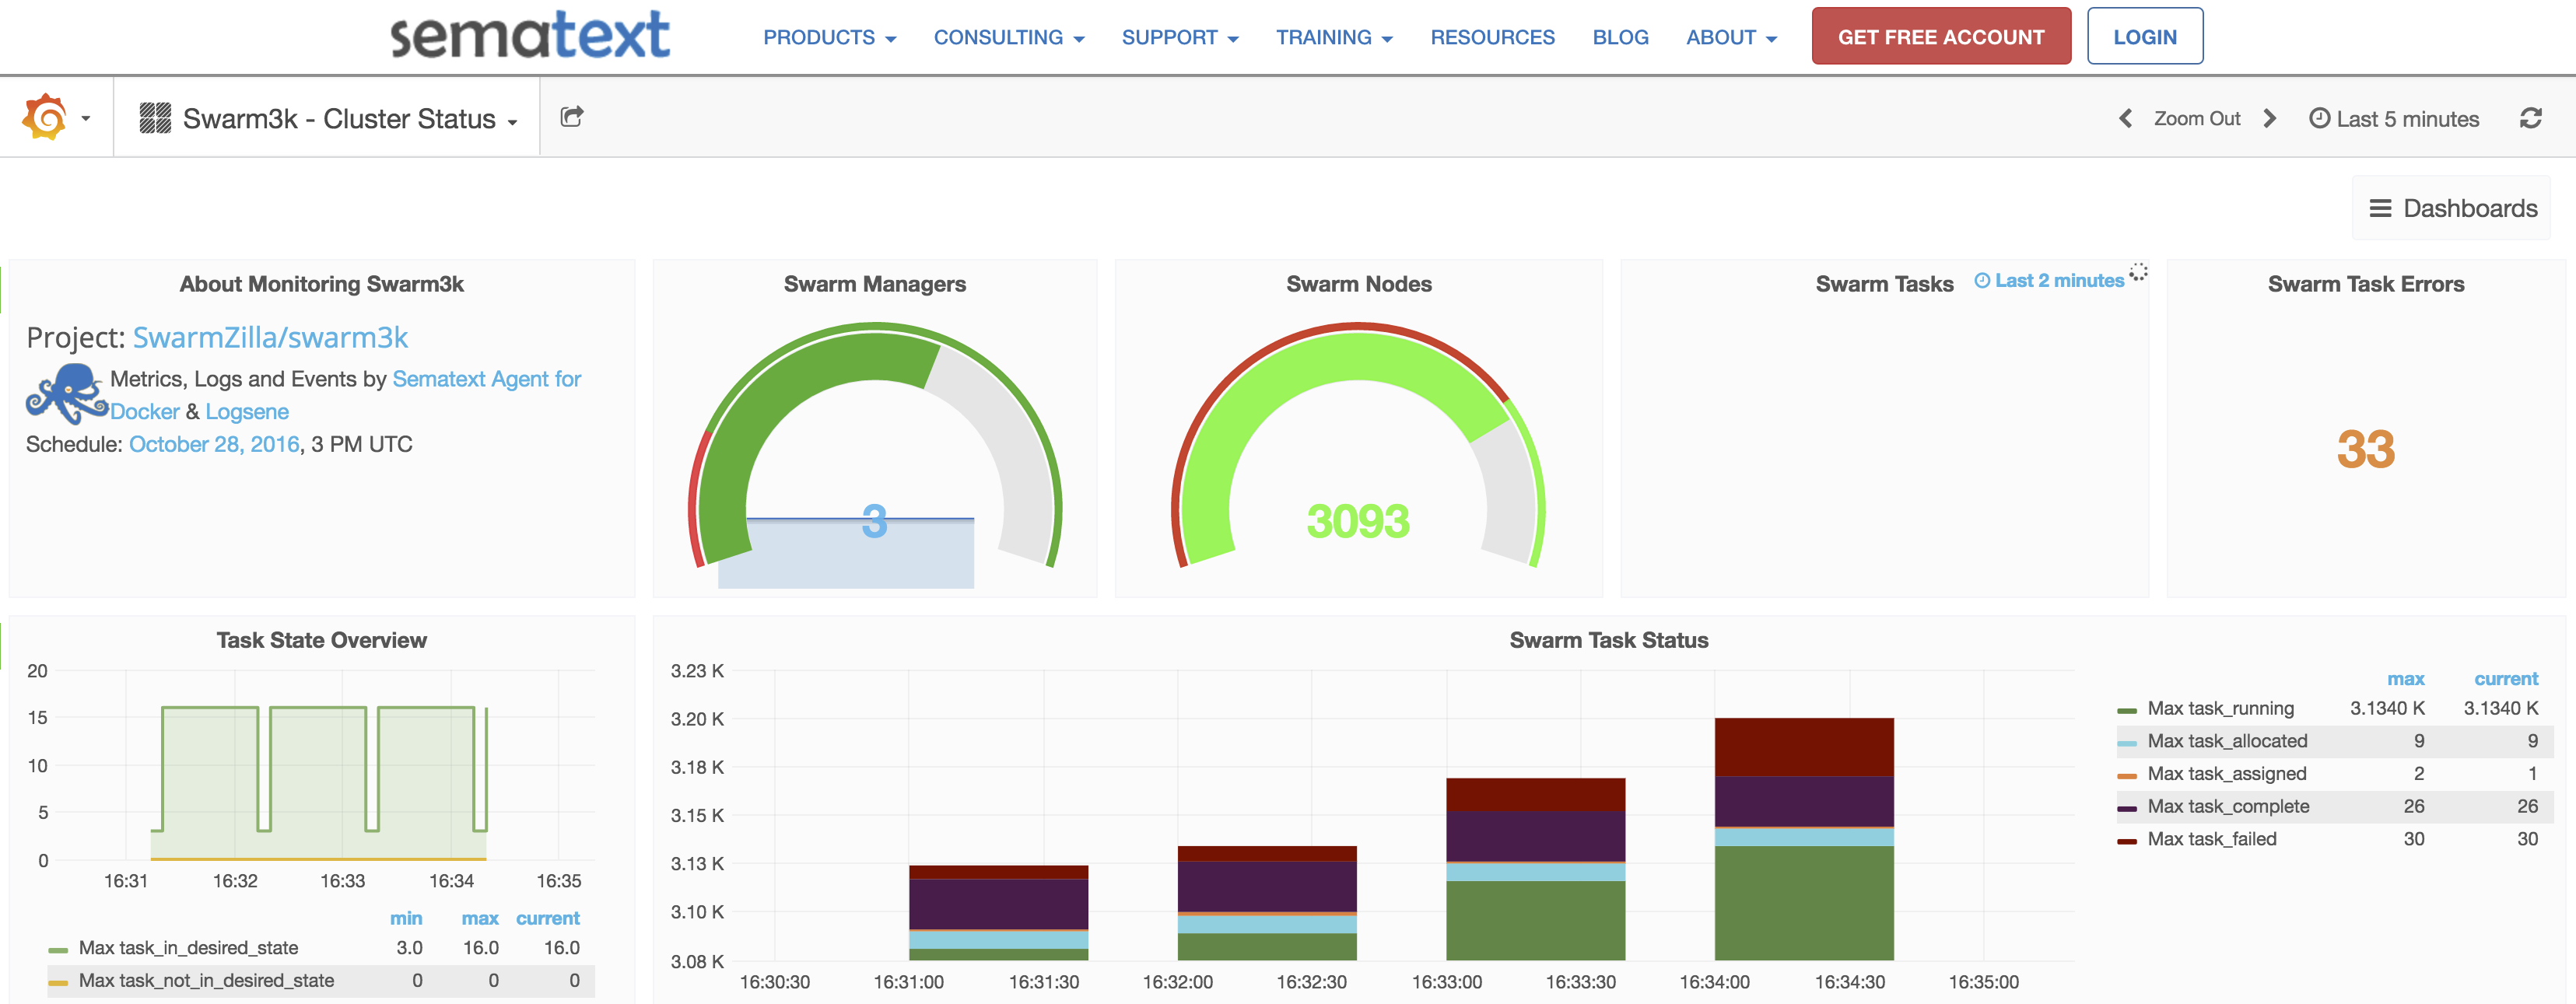 sematext
PRODUCTS CONSULTING SUPPORT TRAINING RESOURCES BLOG ABOUT GET FREE ACCOUNT LOGIN
Swarm3k - Cluster Status Zoom Out Last 5 minutes
Dashboards
About Monitoring Swarm3k
Project: SwarmZilla/swarm3k
Metrics, Logs and Events by Sematext Agent for
Docker & Logsene
Schedule: October 28, 2016, 3 PM UTC
Swarm Managers
3
Swarm Nodes
3093
Swarm Tasks Last 2 minutes
Swarm Task Errors
33
Task State Overview
20
15
10
5
0
16:31 16:32 16:33 16:34 16:35
min max current
Max task_in_desired_state 3.0 16.0 16.0
Max task_not_in_desired_state 0 0 0
Swarm Task Status
3.23 K
3.20 K
3.18 K
3.15 K
3.13 K
3.10 K
3.08 K
16:30:30 16:31:00 16:31:30 16:32:00 16:32:30 16:33:00 16:33:30 16:34:00 16:34:30 16:35:00
max current
Max task_running 3.1340 K 3.1340 K
Max task_allocated 9 9
Max task_assigned 2 1
Max task_complete 26 26
Max task_failed 30 30